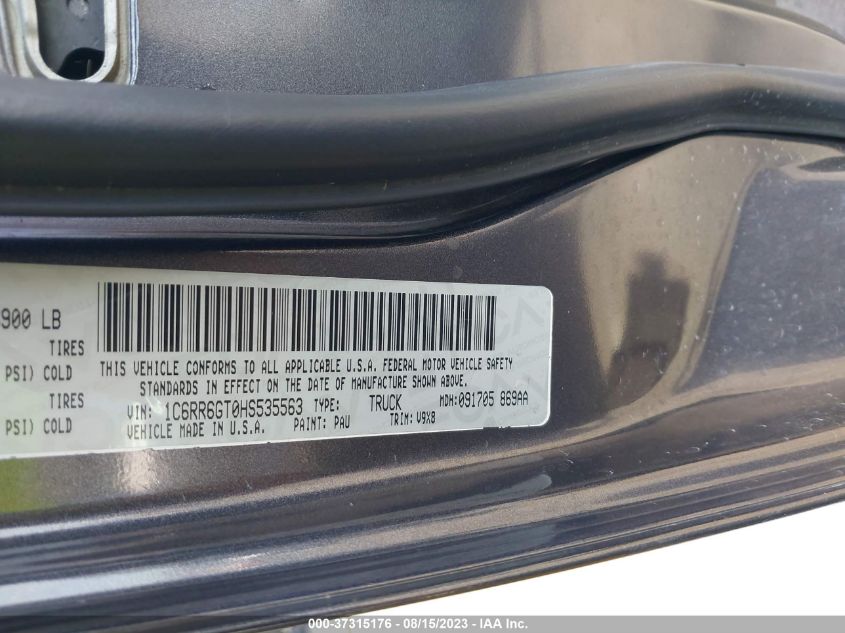 900 LB
TIRES
PSI) COLD
TIRES
PSI) COLD
THIS VEHICLE CONFORMS TO ALL APPLICABLE U.S.A. FEDERAL MOTOR VEHICLE SAFETY
STANDARDS IN EFFECT ON THE DATE OF MANUFACTURE SHOWN ABOVE.
VIN: 1C6RR6GT0HS535563 TYPE: TRUCK MDH: 091705 869AA
VEHICLE MADE IN U.S.A. PAINT: PAU TRIM: V9X8
000-37315176 - 08/15/2023 - IAA Inc.